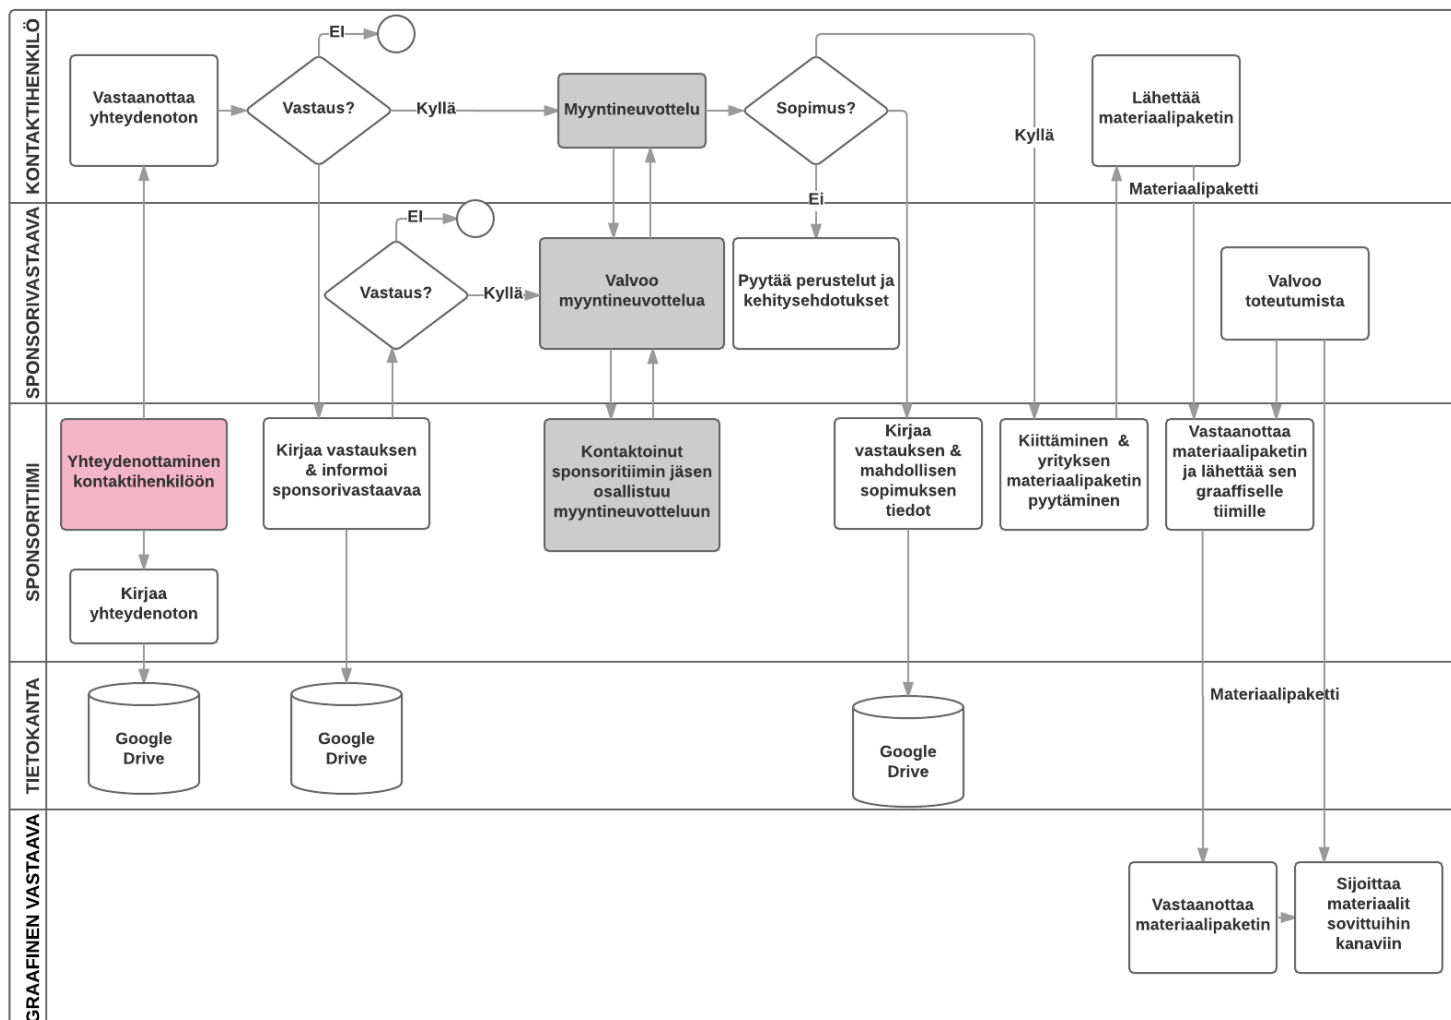 KONTAKTIHENKILÖ
EI
Vastaanottaa
yhteydenoton
Vastaus?
Kyllä
Myyntineuvottelu
Sopimus?
Kyllä
Lähettää
materiaalipaketin
Materiaalipaketti
Ei
SPONSORIVASTAAVA
EI
Vastaus?
Kyllä
Valvoo
myyntineuvottelua
Pyytää perustelut ja
kehitysehdotukset
Valvoo
toteutumista
SPONSORITIIMI
Yhteydenottaminen
kontaktihenkilöön
Kirjaa vastauksen
& informoi
sponsorivastaavaa
Kontaktoinut
sponsoritiimin jäsen
osallistuu
myyntineuvotteluun
Kirjaa
vastauksen &
mahdollisen
sopimuksen
tiedot
Kiittäminen &
yrityksen
materiaalipaketin
pyytäminen
Vastaanottaa
materiaalipaketin
ja lähettää sen
graaffiselle
tiimille
Kirjaa
yhteydenoton
TIETOKANTA
Google
Drive
Google
Drive
Google
Drive
Materiaalipaketti
GRAAFINEN VASTAAVA
Vastaanottaa
materiaalipaketin
Sijoittaa
materiaalit
sovittuihin
kanaviin